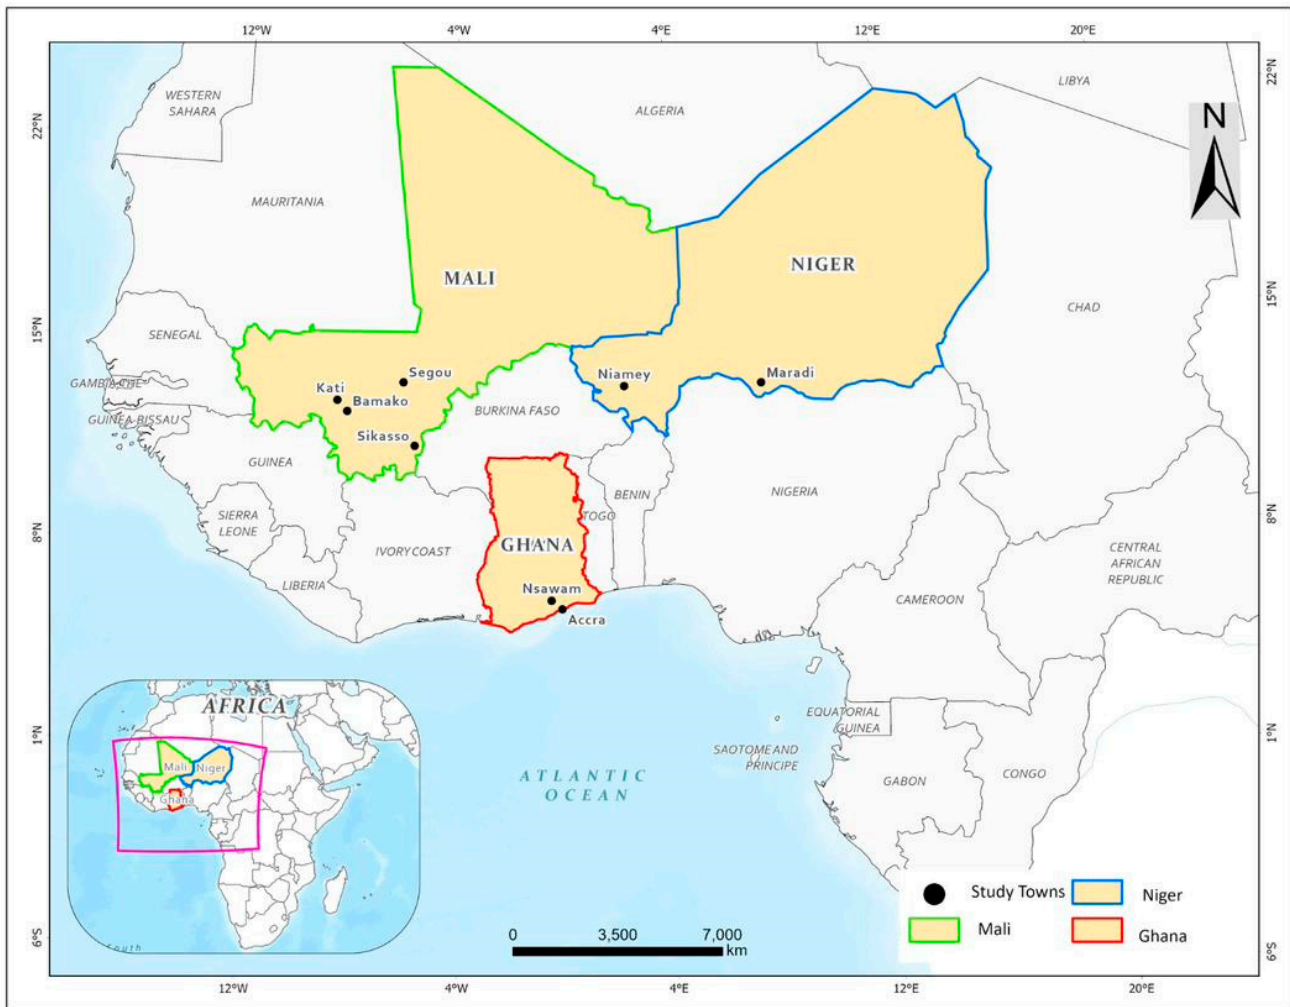 12°W 4°W 4°E 12°E 20°E
22°N
22°N
LIBYA
WESTERN
SAHARA
ALGERIA
N
MAURITANIA
MALI
NIGER
15°N
CHAD
15°N
SENEGAL
GAMBIA THE
GUINEA-BISSAU
Segou
Kati
Bamako
Niamey
Maradi
BURKINA FASO
Sikasso
GUINEA
NIGERIA
BENIN
TOGO
SIERRA
LEONE
8°N
8°N
IVORY COAST
GHANA
CENTRAL
AFRICAN
REPUBLIC
LIBERIA
Nsawam
Accra
CAMEROON
AFRICA
EQUATORIAL
GUINEA
1°N
1°N
SAO TOME AND
PRINCIPE
ATLANTIC
OCEAN
GABON
CONGO
Mali
Niger
Ghana
Study Towns
Niger
Mali
Ghana
0 3,500 7,000
km
South
6°S
6°S
12°W 4°W 4°E 12°E 20°E